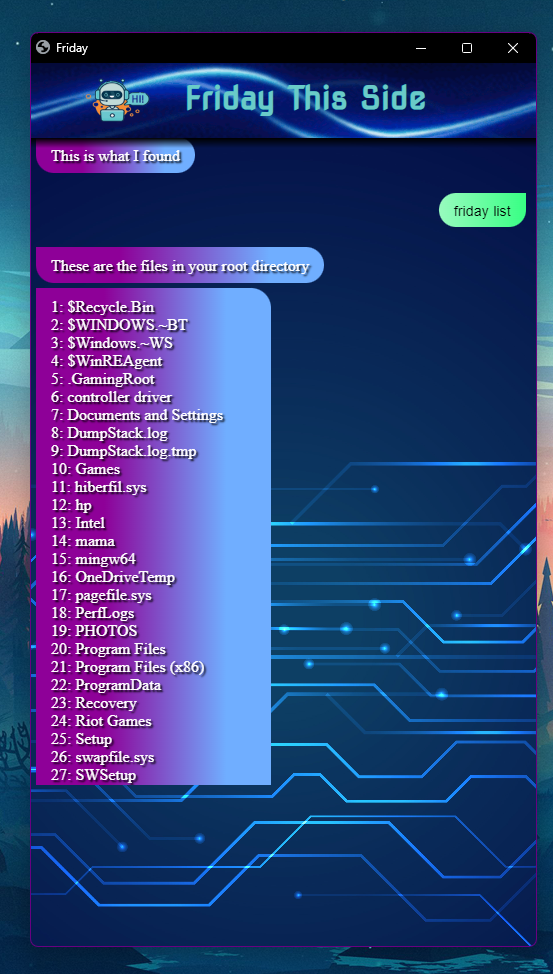 Friday
HI!
Friday This Side
This is what I found
friday list
These are the files in your root directory
1: $Recycle.Bin
2: $WINDOWS.~BT
3: $Windows.~WS
4: $WinREAgent
5: .GamingRoot
6: controller driver
7: Documents and Settings
8: DumpStack.log
9: DumpStack.log.tmp
10: Games
11: hiberfil.sys
12: hp
13: Intel
14: mama
15: mingw64
16: OneDriveTemp
17: pagefile.sys
18: PerfLogs
19: PHOTOS
20: Program Files
21: Program Files (x86)
22: ProgramData
23: Recovery
24: Riot Games
25: Setup
26: swapfile.sys
27: SWSetup